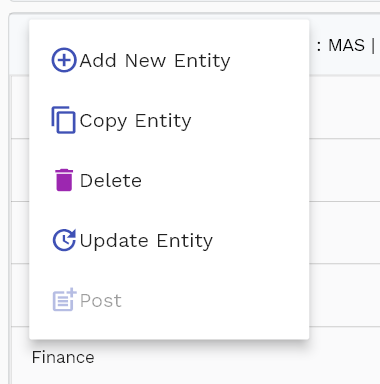 : MAS |
Add New Entity
Copy Entity
Delete
Update Entity
Post
Finance